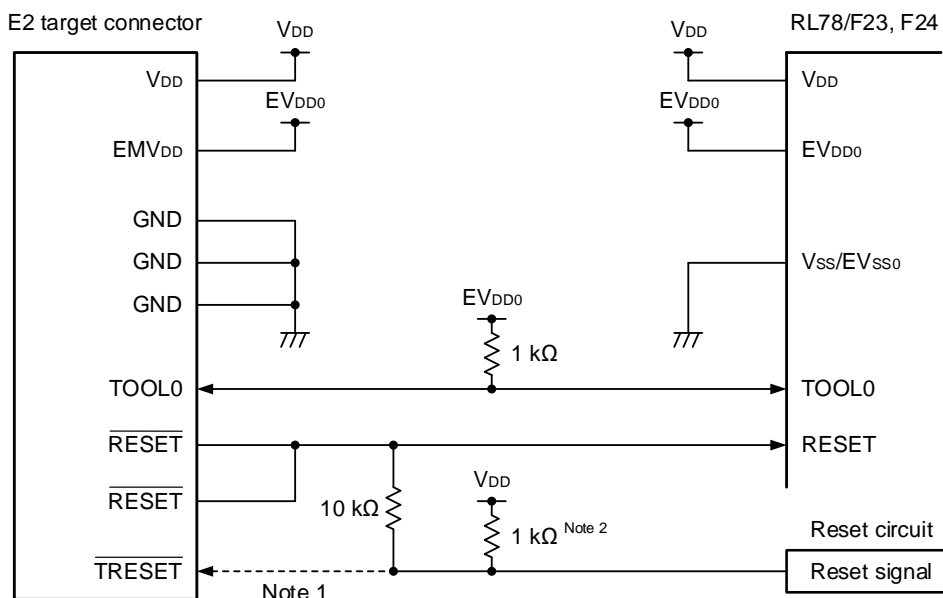 E2 target connector
VDD
VDD
EVDD0
EMVDD
GND
GND
GND
EVDD0
1 kΩ
TOOL0
RESET
RESET
10 kΩ
VDD
1 kΩ Note 2
TRESET
Note 1
RL78/F23, F24
VDD
VDD
EVDD0
EVDD0
VSS/EVSS0
TOOL0
RESET
Reset circuit
Reset signal